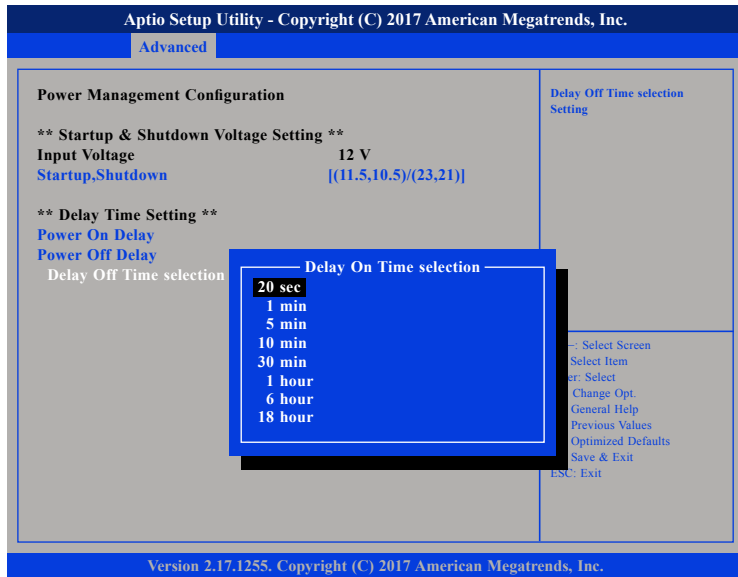 Aptio Setup Utility - Copyright (C) 2017 American Megatrends, Inc.
Advanced
Power Management Configuration
** Startup & Shutdown Voltage Setting **
Input Voltage 12 V
Startup,Shutdown [(11.5,10.5)/(23,21)]
** Delay Time Setting **
Power On Delay
Power Off Delay
Delay Off Time selection
Delay On Time selection
20 sec
1 min
5 min
10 min
30 min
1 hour
6 hour
18 hour
Delay Off Time selection
Setting
: Select Screen
Select Item
er: Select
Change Opt.
General Help
Previous Values
Optimized Defaults
Save & Exit
ESC: Exit
Version 2.17.1255. Copyright (C) 2017 American Megatrends, Inc.